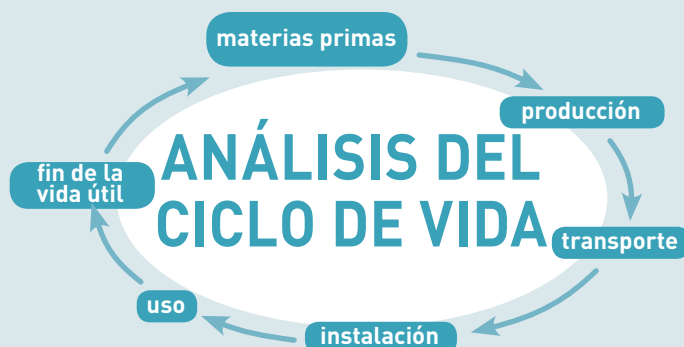 materias primas
producción
fin de la
vida útil
ANÁLISIS DEL
CICLO DE VIDA
transporte
uso
instalación